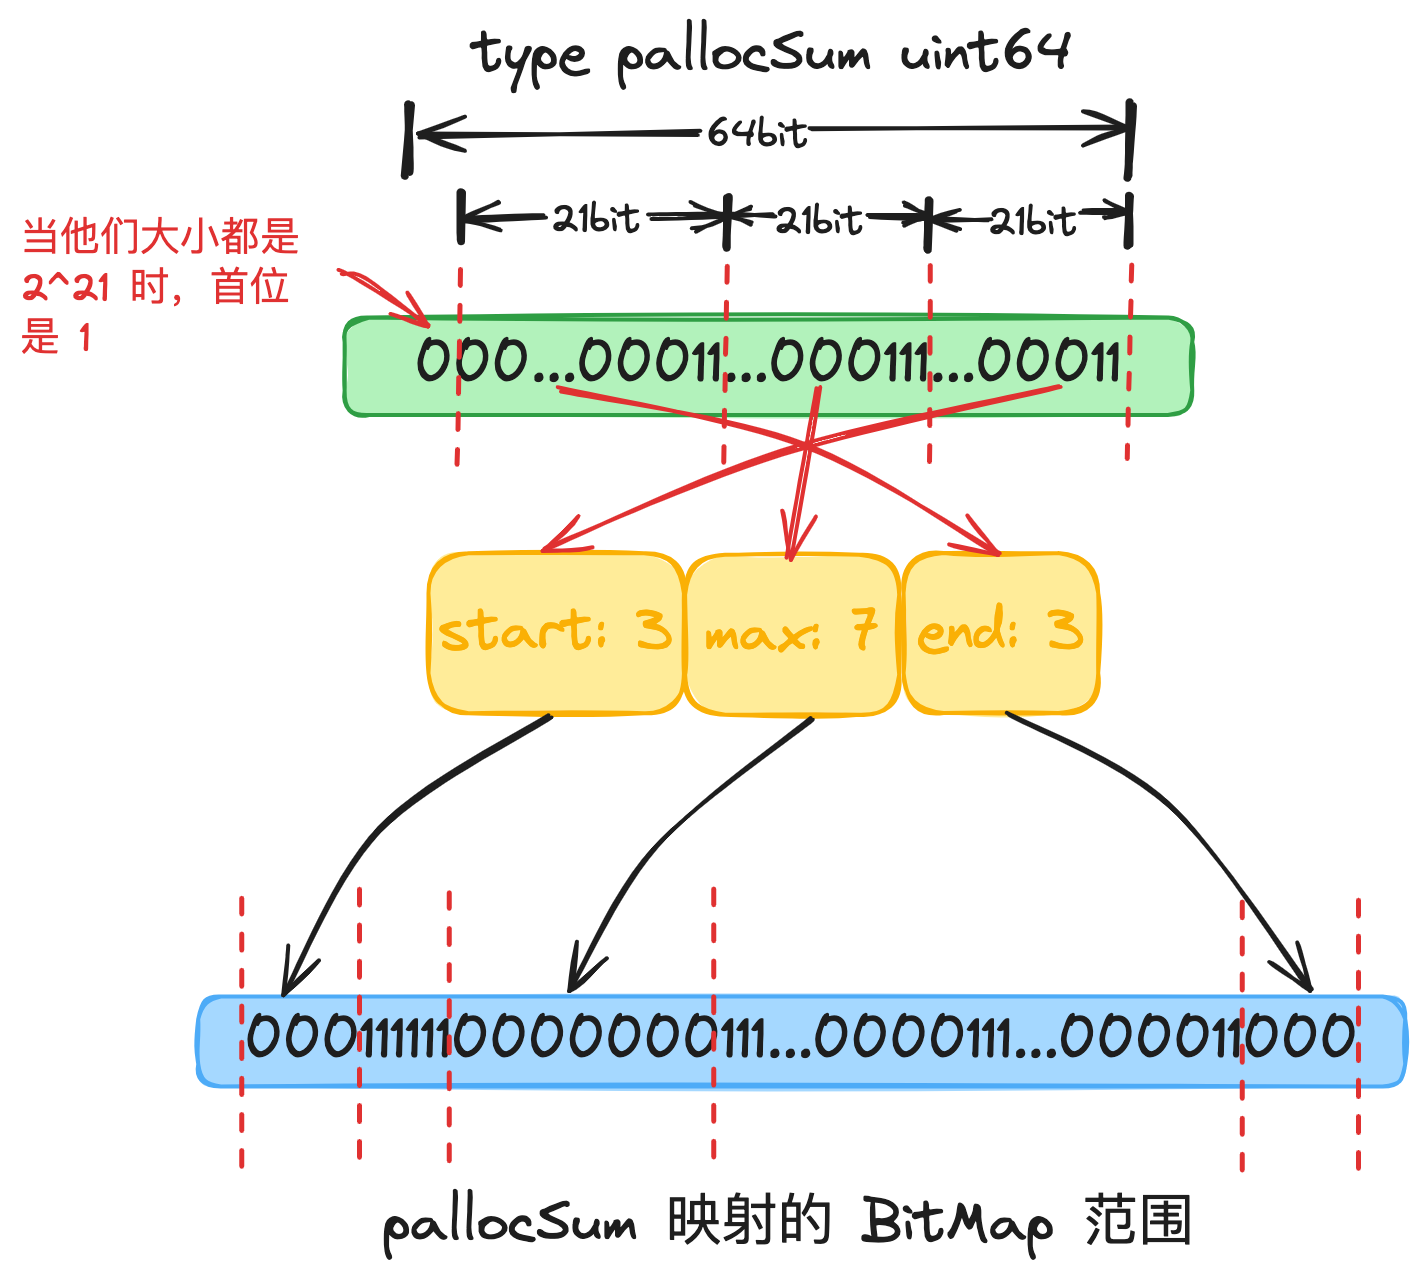 type pallocSum uint64
64bit
21bit 21bit 21bit
当他们大小都是
2^21 时，首位
是 1
000...00011...000111...00011
start: 3 max: 7 end: 3
000111110000000111...0000111...000011000
pallocSum 映射的 BitMap 范围